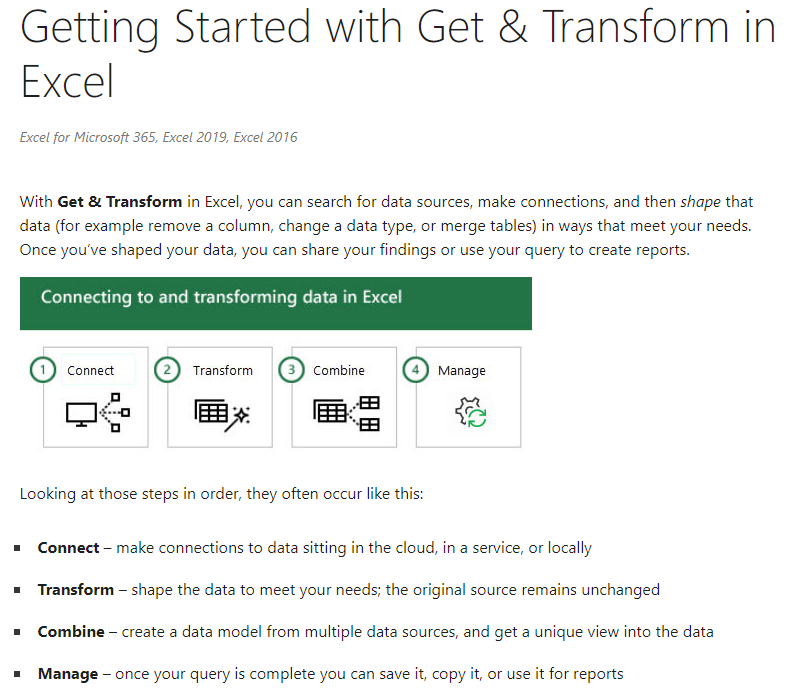 Getting Started with Get & Transform in
Excel
Excel for Microsoft 365, Excel 2019, Excel 2016
With Get & Transform in Excel, you can search for data sources, make connections, and then shape that
data (for example remove a column, change a data type, or merge tables) in ways that meet your needs.
Once you've shaped your data, you can share your findings or use your query to create reports.
Connecting to and transforming data in Excel
1 Connect
2 Transform
3 Combine
4 Manage
Looking at those steps in order, they often occur like this:
▪ Connect – make connections to data sitting in the cloud, in a service, or locally
▪ Transform – shape the data to meet your needs; the original source remains unchanged
▪ Combine – create a data model from multiple data sources, and get a unique view into the data
▪ Manage – once your query is complete you can save it, copy it, or use it for reports